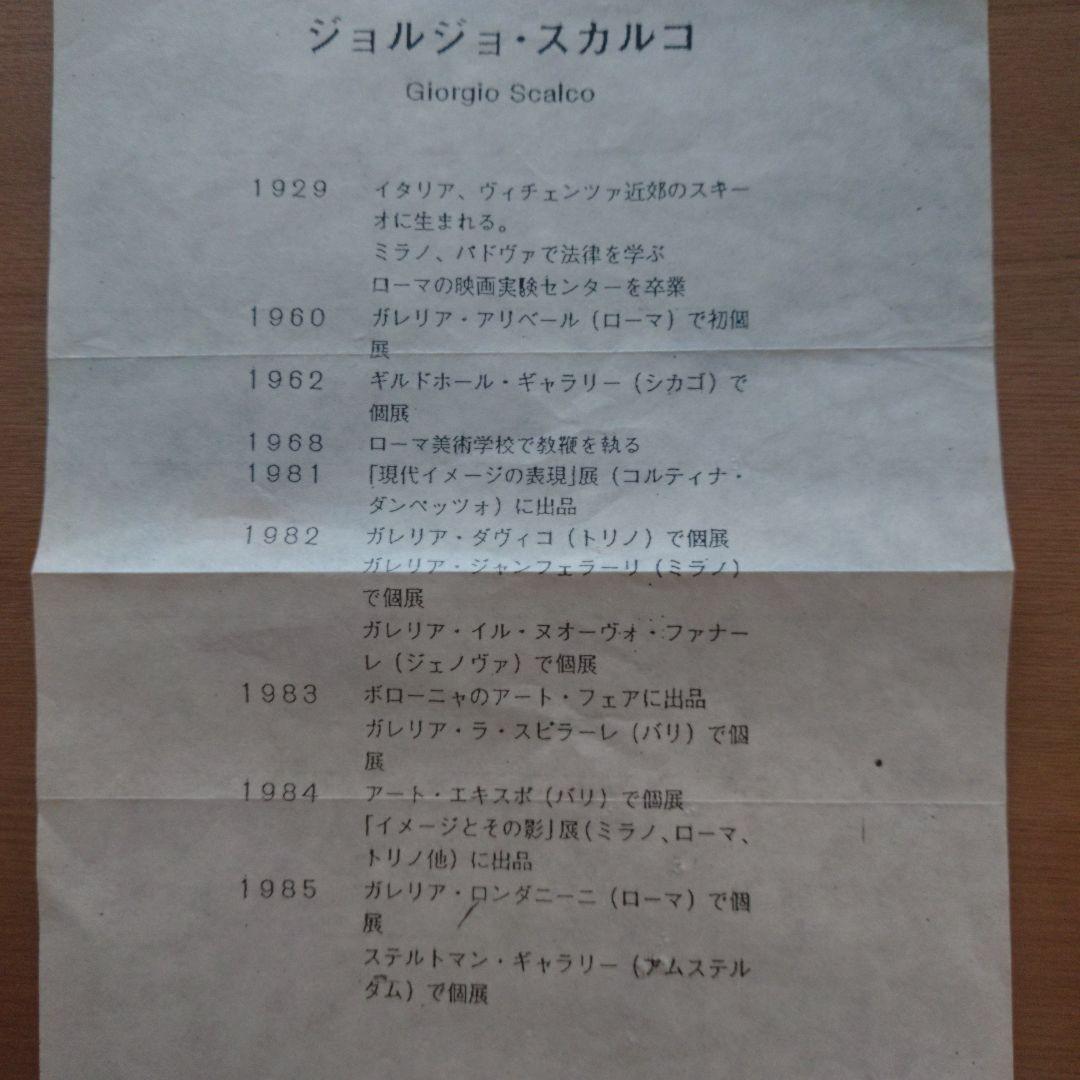 ジョルジョ・スカルコ
Giorgio Scalco
1929 イタリア、ヴィチェンツァ近郊のスキー
オに生まれる。
ミラノ、パドヴァで法律を学ぶ
ローマの映画実験センターを卒業
1960 ガレリア・アリベール(ローマ)で初個
展
1962 ギルドホール・ギャラリー(シカゴ)で
個展
1968 ローマ美術学校で教鞭を執る
1981 「現代イメージの表現」展(コルティナ・
ダンペッツォ)に出品
1982 ガレリア・ダヴィコ(トリノ)で個展
ガレリア・ジャンフェラーリ(ミラノ)
で個展
ガレリア・イル・ヌオーヴォ・ファナー
レ(ジェノヴァ)で個展
1983 ボローニャのアート・フェアに出品
ガレリア・ラ・スピラーレ(バリ)で個
展
1984 アート・エキスポ(バリ)で個展
「イメージとその影」展(ミラノ、ローマ、
トリノ他)に出品
1985 ガレリア・ロンダニーニ(ローマ)で個
展
ステルトマン・ギャラリー(アムステル
ダム)で個展